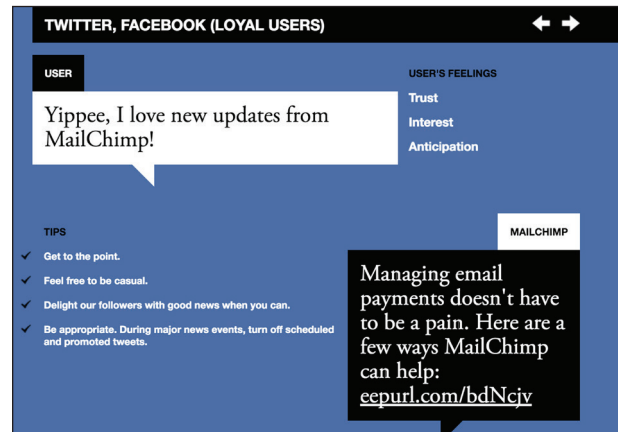 TWITTER, FACEBOOK (LOYAL USERS)
USER
Yippee, I love new updates from
MailChimp!
USER'S FEELINGS
Trust
Interest
Anticipation
TIPS
Get to the point.
Feel free to be casual.
Delight our followers with good news when you can.
Be appropriate. During major news events, turn off scheduled
and promoted tweets.
MAILCHIMP
Managing email
payments doesn't have
to be a pain. Here are a
few ways MailChimp
can help:
eepurl.com/bdNcjv